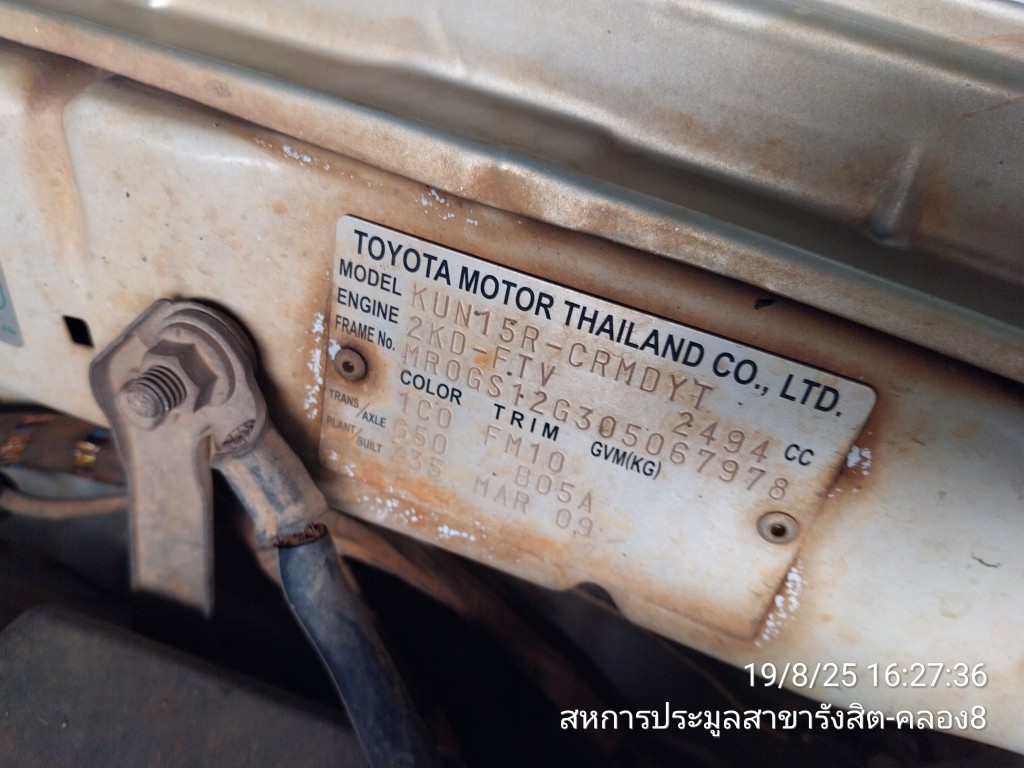 TOYOTA MOTOR THAILAND CO., LTD.
MODEL KUN15R-CRMDYT
ENGINE 2KD-FTV 2494 CC
FRAME No. MR0GS12G305067978
COLOR TRIM GVM(KG)
1C0 FM10
TRANS/AXLE G50 B05A
PLANT/BUILT 735 MAR 09
19/8/25 16:27:36
สหการประมูลสาขารังสิต-คลอง8